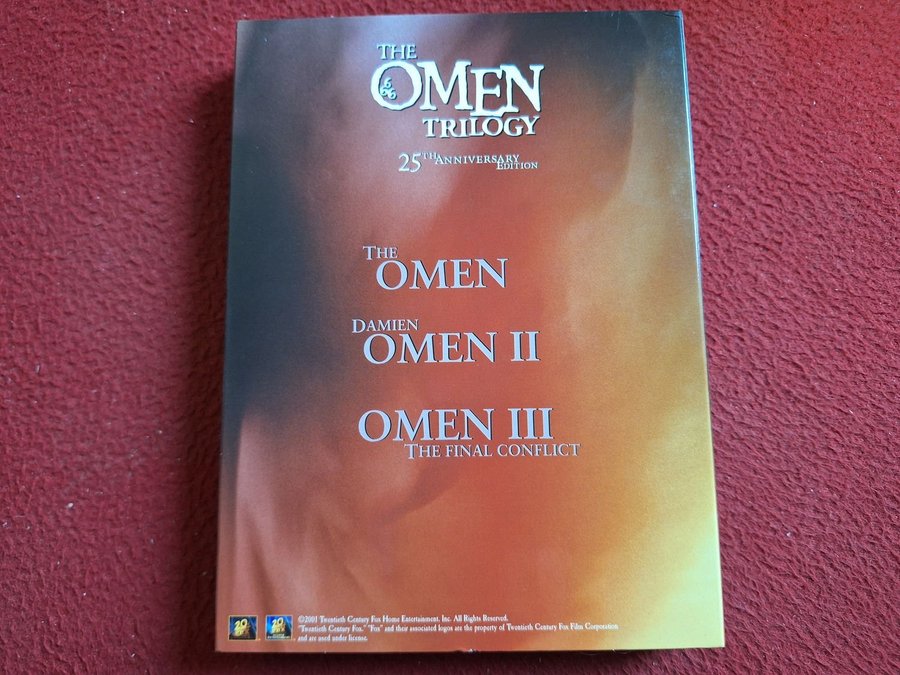 THE
OMEN
TRILOGY
25TH ANNIVERSARY
EDITION
THE
OMEN
DAMIEN
OMEN II
OMEN III
THE FINAL CONFLICT
©2001 Twentieth Century Fox Home Entertainment, Inc. All Rights Reserved.
"Twentieth Century Fox," "Fox" and their associated logos are the property of Twentieth Century Fox Film Corporation
and are used under license.